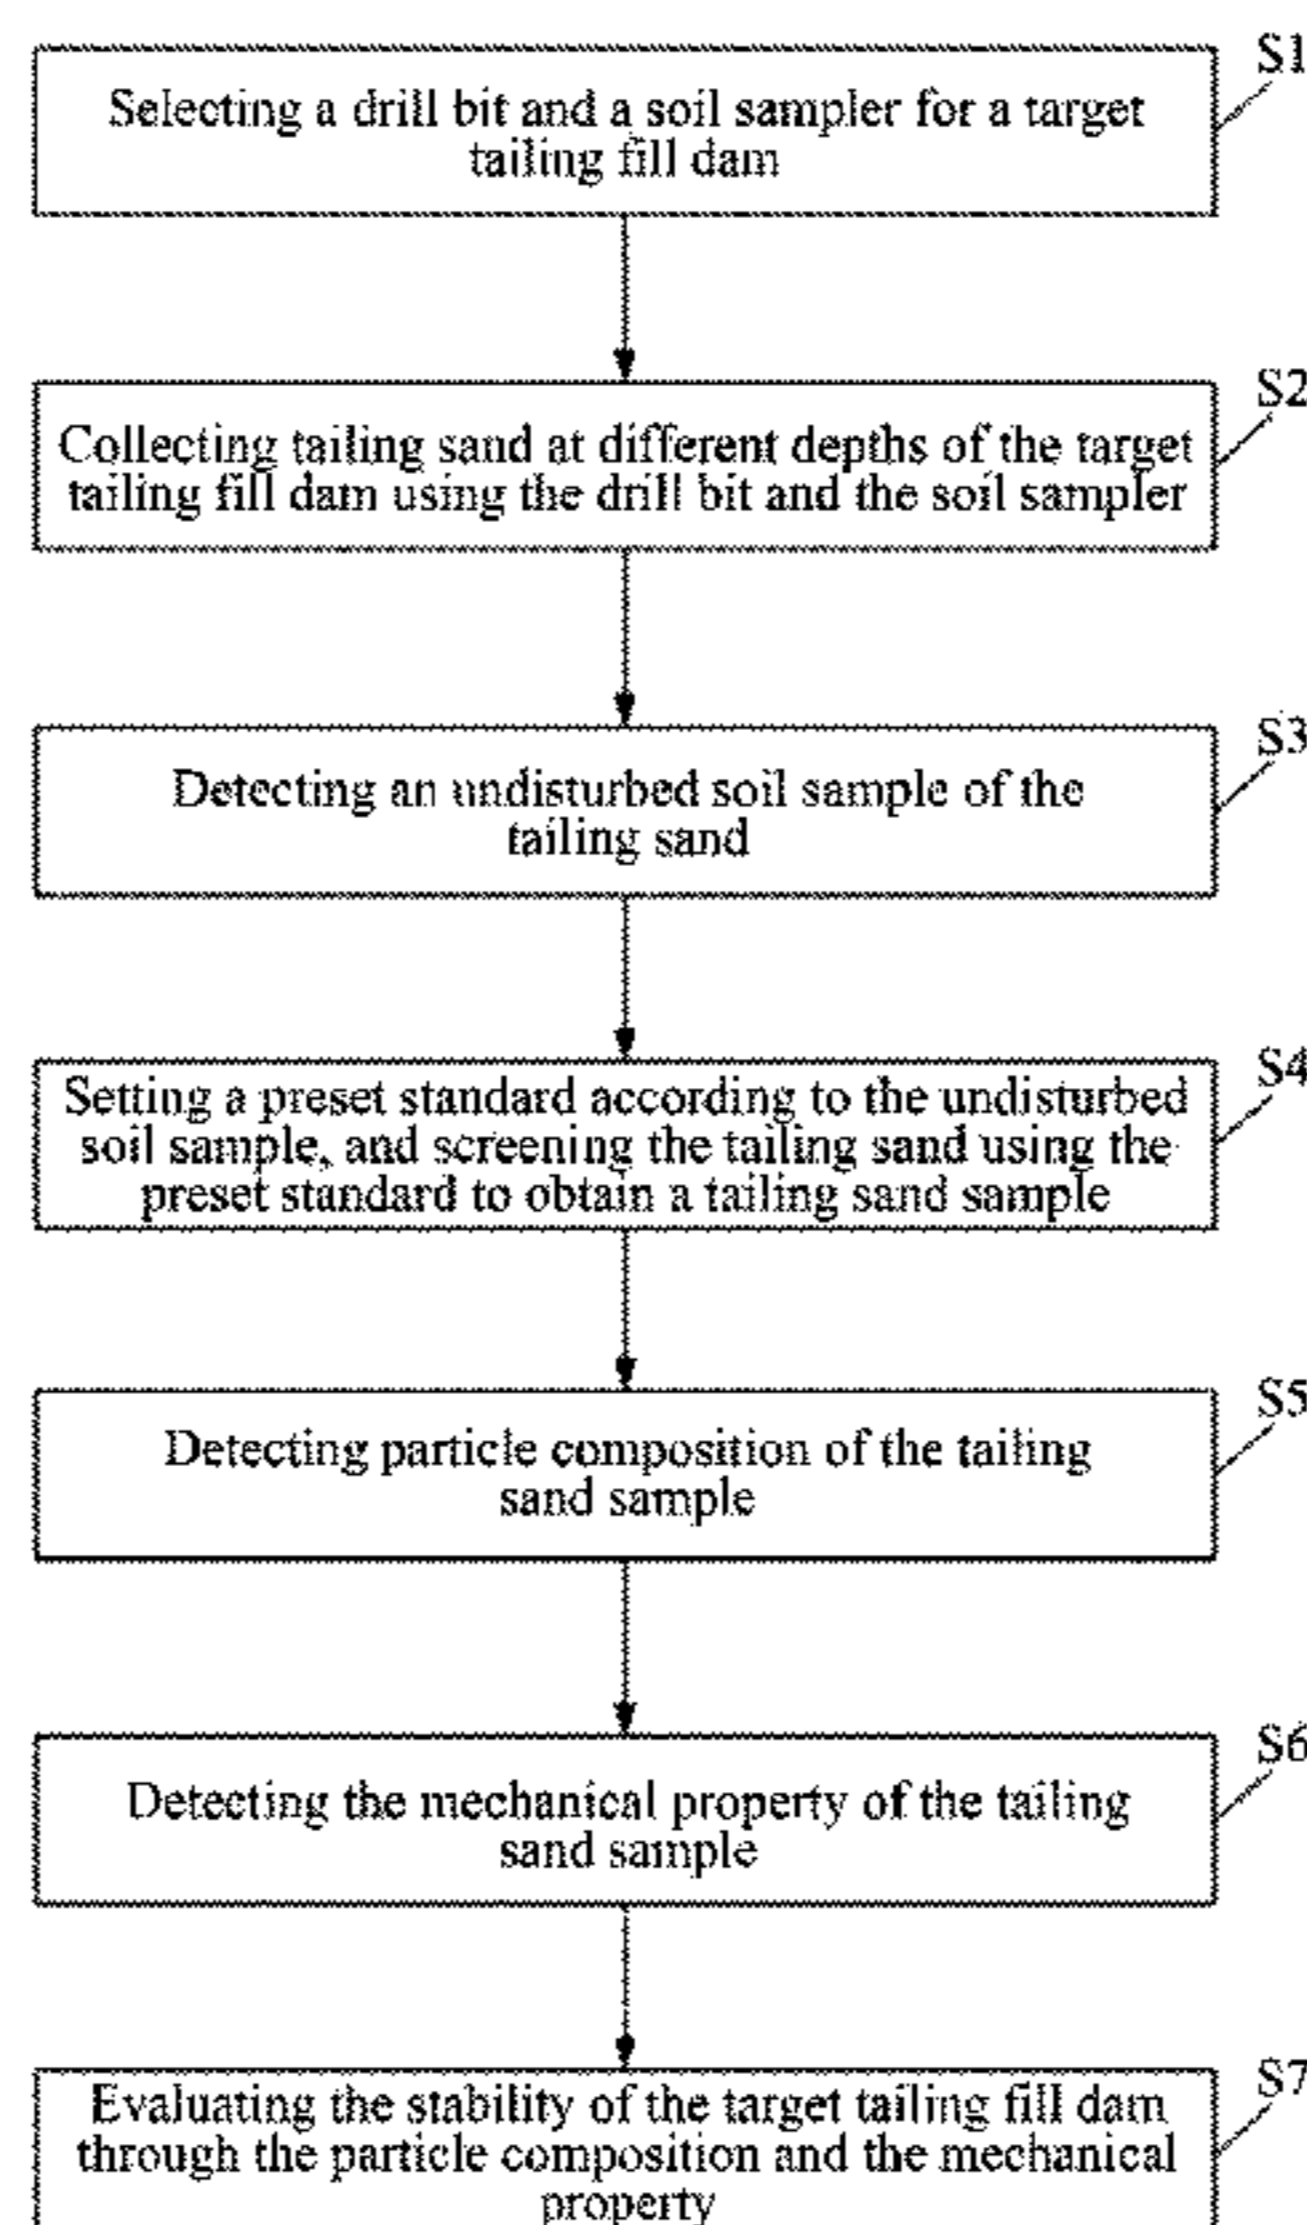 S1
Selecting a drill bit and a soil sampler for a target
tailing fill dam
S2
Collecting tailing sand at different depths of the target
tailing fill dam using the drill bit and the soil sampler
S3
Detecting an undisturbed soil sample of the
tailing sand
S4
Setting a preset standard according to the undisturbed
soil sample, and screening the tailing sand using the
preset standard to obtain a tailing sand sample
S5
Detecting particle composition of the tailing
sand sample
S6
Detecting the mechanical property of the tailing
sand sample
S7
Evaluating the stability of the target tailing fill dam
through the particle composition and the mechanical
property